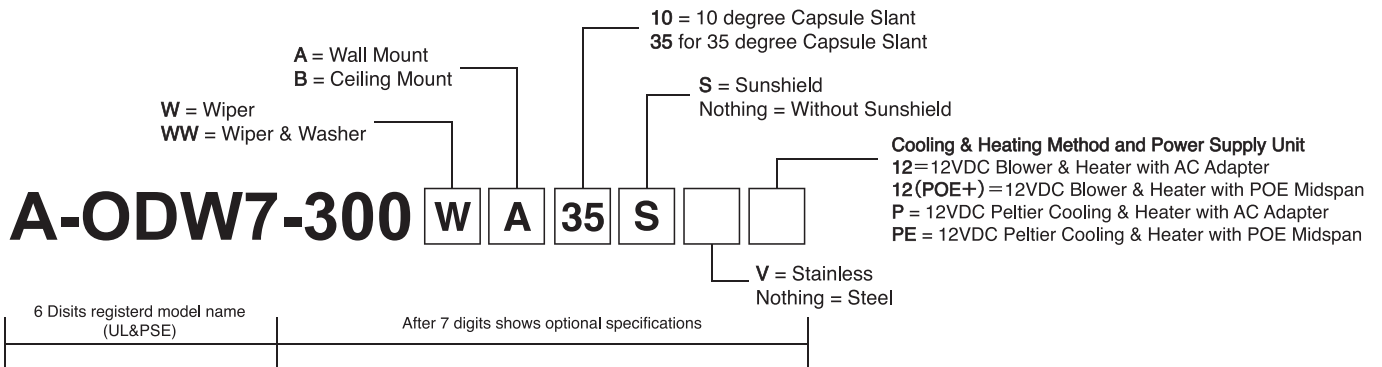 10 = 10 degree Capsule Slant
35 for 35 degree Capsule Slant
A = Wall Mount
B = Ceiling Mount
S = Sunshield
Nothing = Without Sunshield
W = Wiper
WW = Wiper & Washer
Cooling & Heating Method and Power Supply Unit
12=12VDC Blower & Heater with AC Adapter
12(POE+)=12VDC Blower & Heater with POE Midspan
P = 12VDC Peltier Cooling & Heater with AC Adapter
PE = 12VDC Peltier Cooling & Heater with POE Midspan
A-ODW7-300 W A 35 S
V = Stainless
Nothing = Steel
6 Disits registerd model name
(UL&PSE)
After 7 digits shows optional specifications